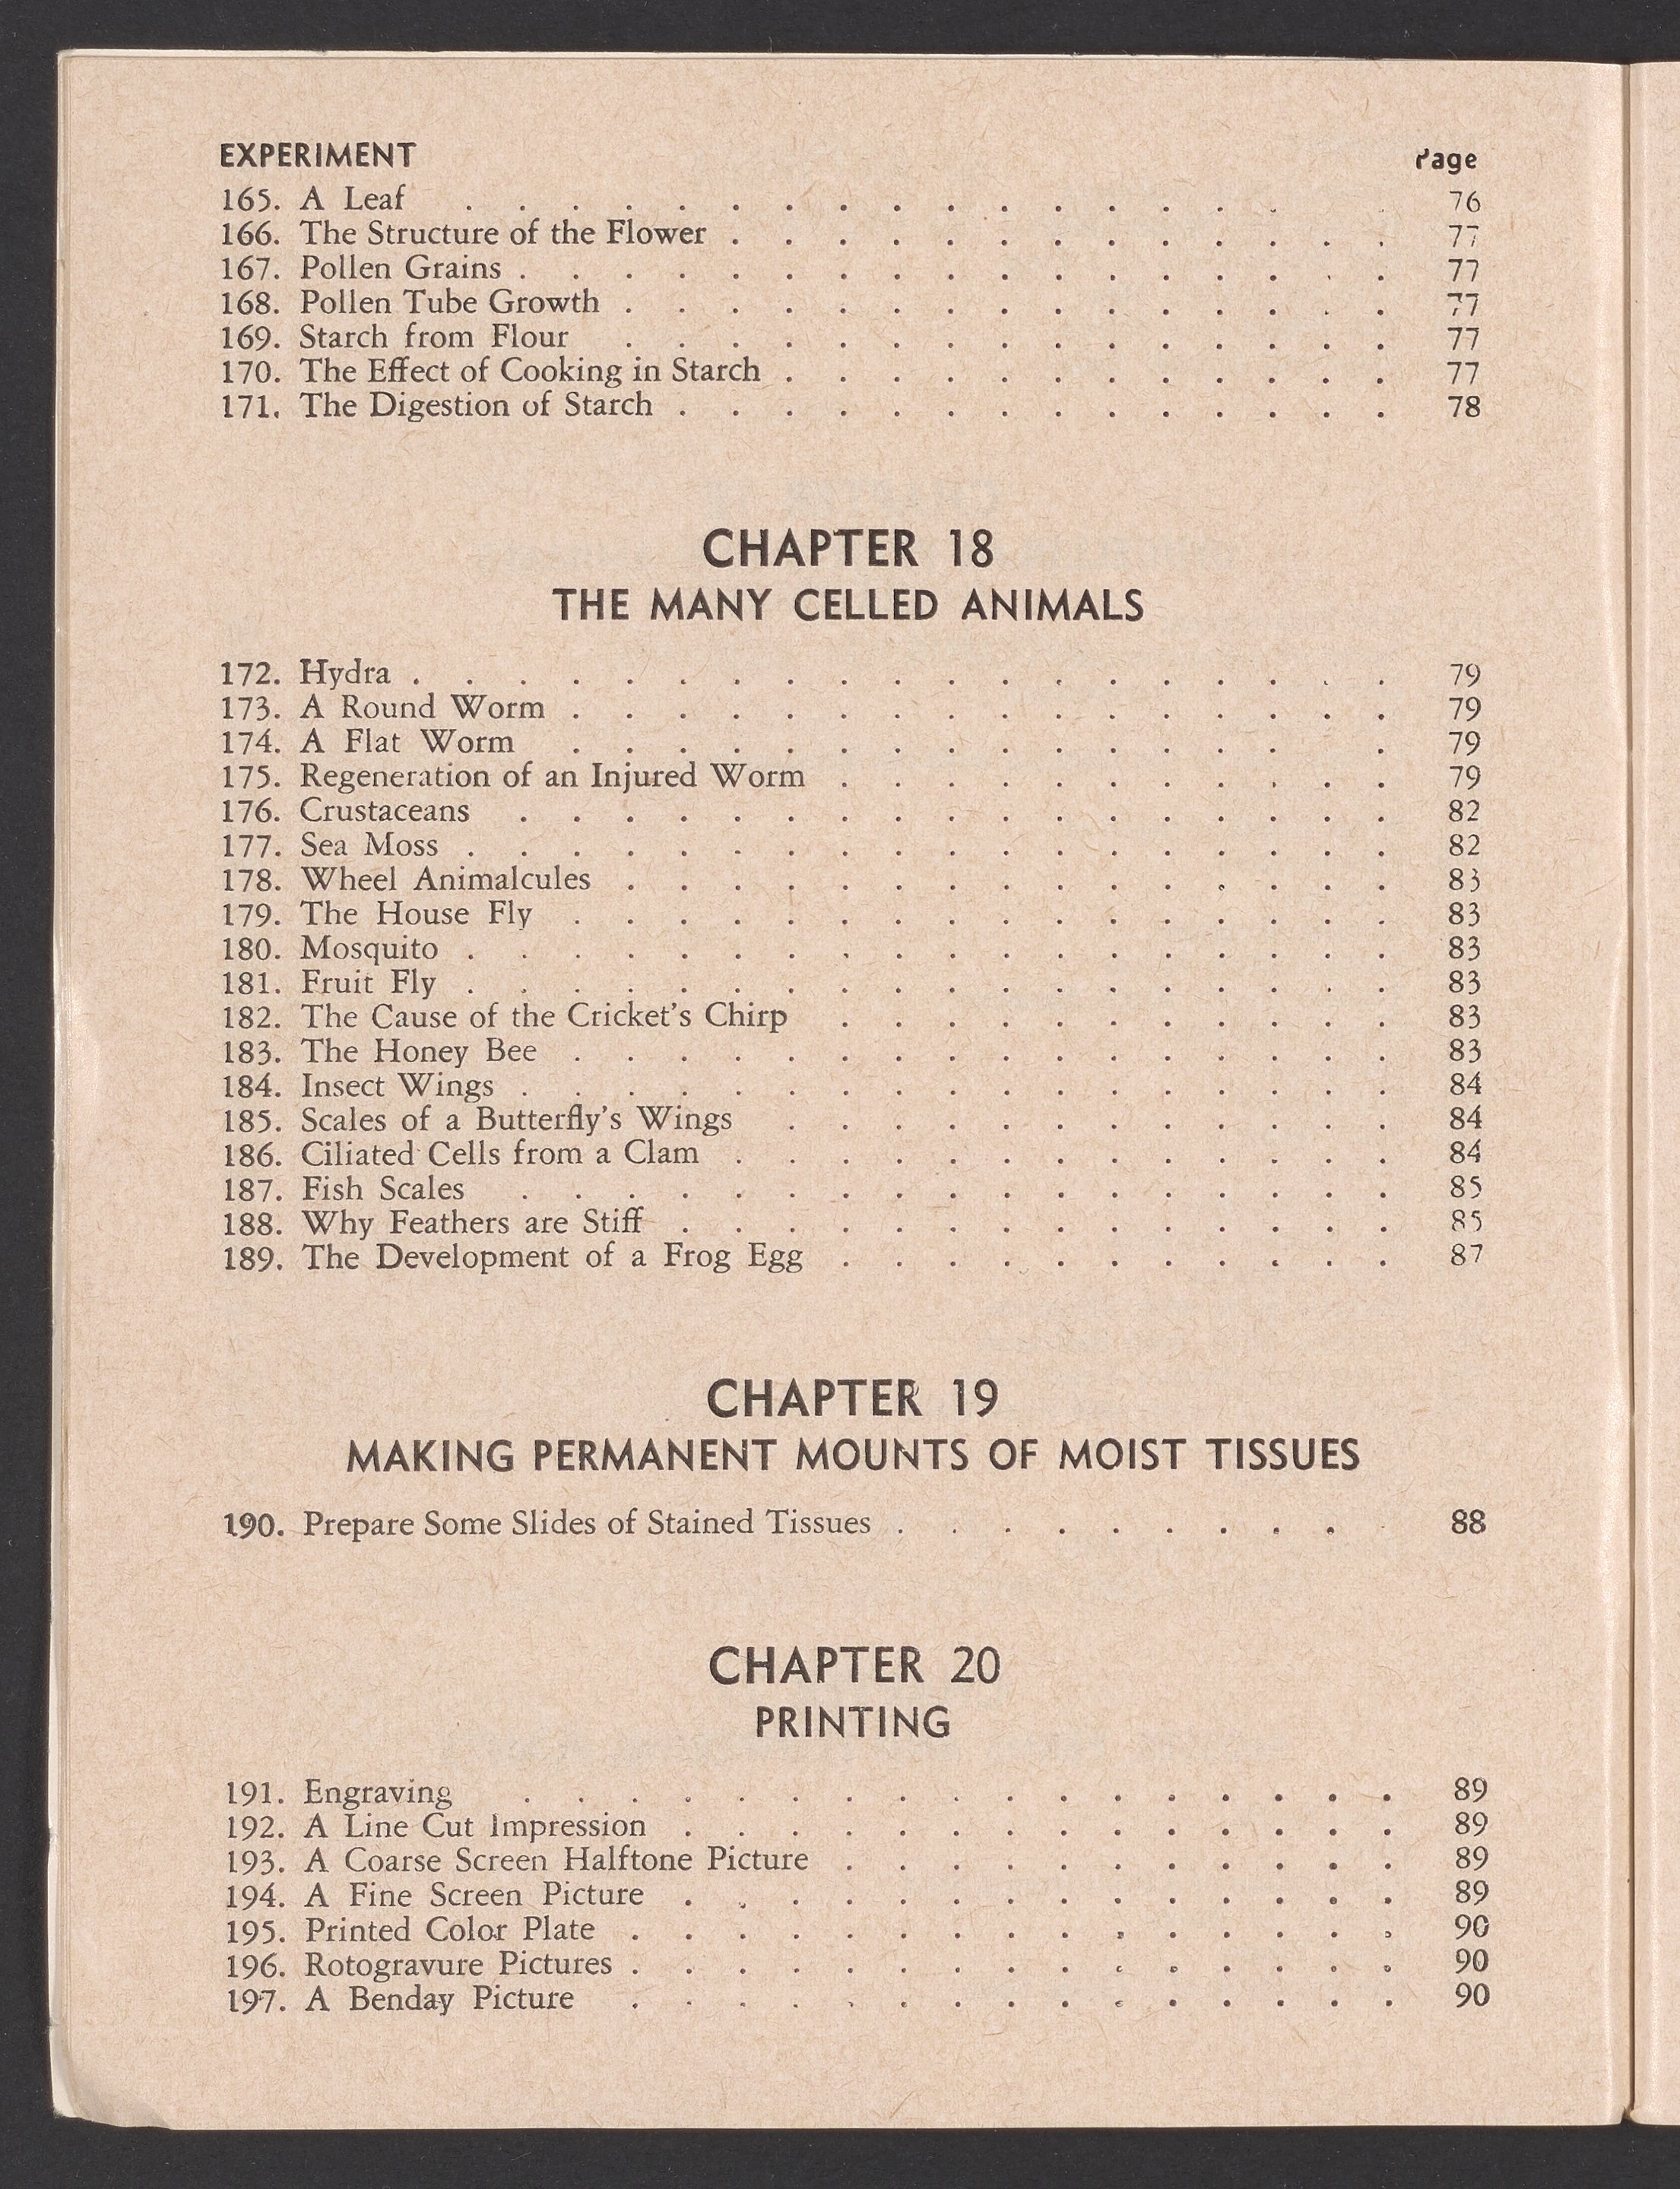 EXPERIMENT Page
165. A Leaf . . . . . . . . . . . . . . . . . 76
166. The Structure of the Flower . . . . . . . . . . . . . 77
167. Pollen Grains . . . . . . . . . . . . . . . . . 77
168. Pollen Tube Growth . . . . . . . . . . . . . . . 77
169. Starch from Flour . . . . . . . . . . . . . . . 77
170. The Effect of Cooking in Starch . . . . . . . . . . . . 77
171. The Digestion of Starch . . . . . . . . . . . . . . 78
CHAPTER 18
THE MANY CELLED ANIMALS
172. Hydra . . . . . . . . . . . . . . . . . . . 79
173. A Round Worm . . . . . . . . . . . . . . . . 79
174. A Flat Worm . . . . . . . . . . . . . . . 79
175. Regeneration of an Injured Worm . . . . . . . . . . . 79
176. Crustaceans . . . . . . . . . . . . . . . . . 82
177. Sea Moss . . . . . . . . . . . . . . . . . . 82
178. Wheel Animalcules . . . . . . . . . . . . . . . 83
179. The House Fly . . . . . . . . . . . . . . . . 83
180. Mosquito . . . . . . . . . . . . . . . . . . 83
181. Fruit Fly . . . . . . . . . . . . . . . . . . 83
182. The Cause of the Cricket's Chirp . . . . . . . . . . . 83
183. The Honey Bee . . . . . . . . . . . . . . . . 83
184. Insect Wings . . . . . . . . . . . . . . . . . 84
185. Scales of a Butterfly's Wings . . . . . . . . . . . . 84
186. Ciliated Cells from a Clam . . . . . . . . . . . . . 84
187. Fish Scales . . . . . . . . . . . . . . . . . 85
188. Why Feathers are Stiff . . . . . . . . . . . . . . 85
189. The Development of a Frog Egg . . . . . . . . . . . 87
CHAPTER 19
MAKING PERMANENT MOUNTS OF MOIST TISSUES
190. Prepare Some Slides of Stained Tissues . . . . . . . . . 88
CHAPTER 20
PRINTING
191. Engraving . . . . . . . . . . . . . . . . . 89
192. A Line Cut Impression . . . . . . . . . . . . . . 89
193. A Coarse Screen Halftone Picture . . . . . . . . . . . 89
194. A Fine Screen Picture . . . . . . . . . . . . . . 89
195. Printed Color Plate . . . . . . . . . . . . . . . 90
196. Rotogravure Pictures . . . . . . . . . . . . . . . 90
197. A Benday Picture . . . . . . . . . . . . . . . 90